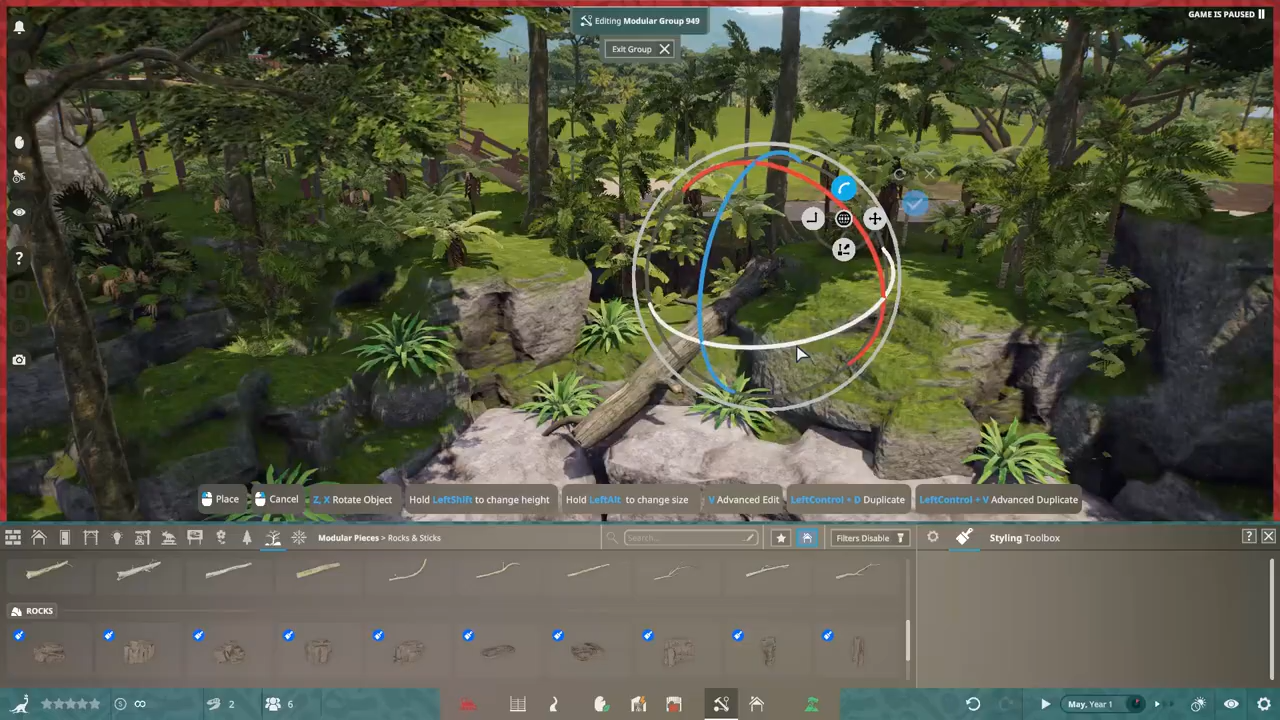 Editing Modular Group 949
GAME IS PAUSED
Exit Group
Place
Cancel
Z, X Rotate Object
Hold LeftShift to change height
Hold LeftAlt to change size
V Advanced Edit
LeftControl + D Duplicate
LeftControl + V Advanced Duplicate
Modular Pieces > Rocks & Sticks
Search...
Filters Disable
Styling Toolbox
?
ROCKS
2
6
May, Year 1